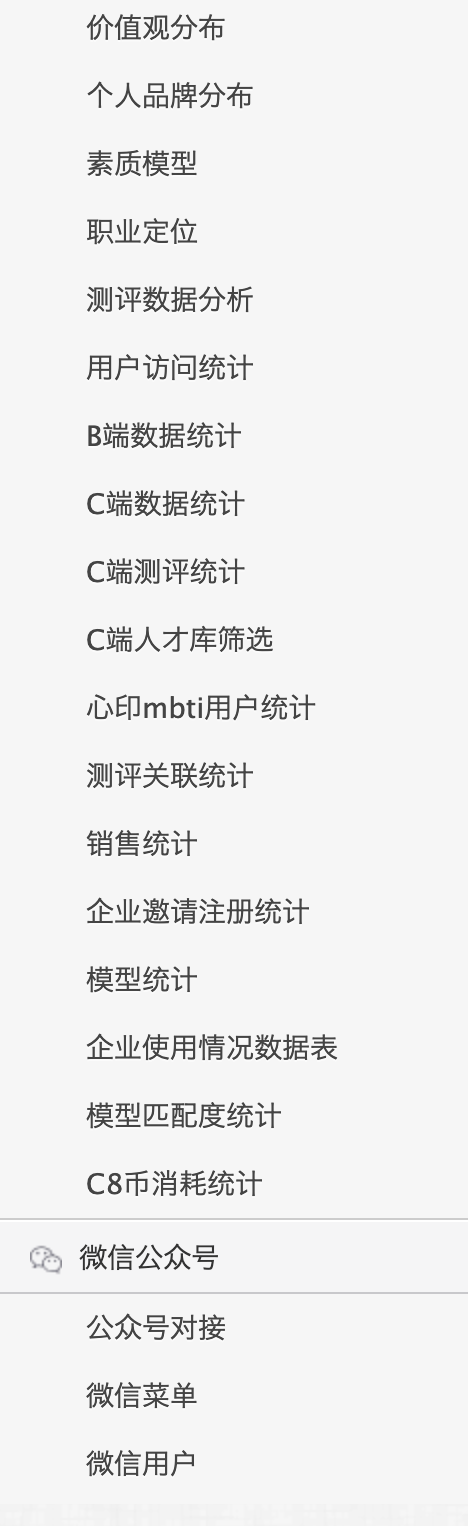 价值观分布
个人品牌分布
素质模型
职业定位
测评数据分析
用户访问统计
B端数据统计
C端数据统计
C端测评统计
C端人才库筛选
心印mbti用户统计
测评关联统计
销售统计
企业邀请注册统计
模型统计
企业使用情况数据表
模型匹配度统计
C8币消耗统计
微信公众号
公众号对接
微信菜单
微信用户